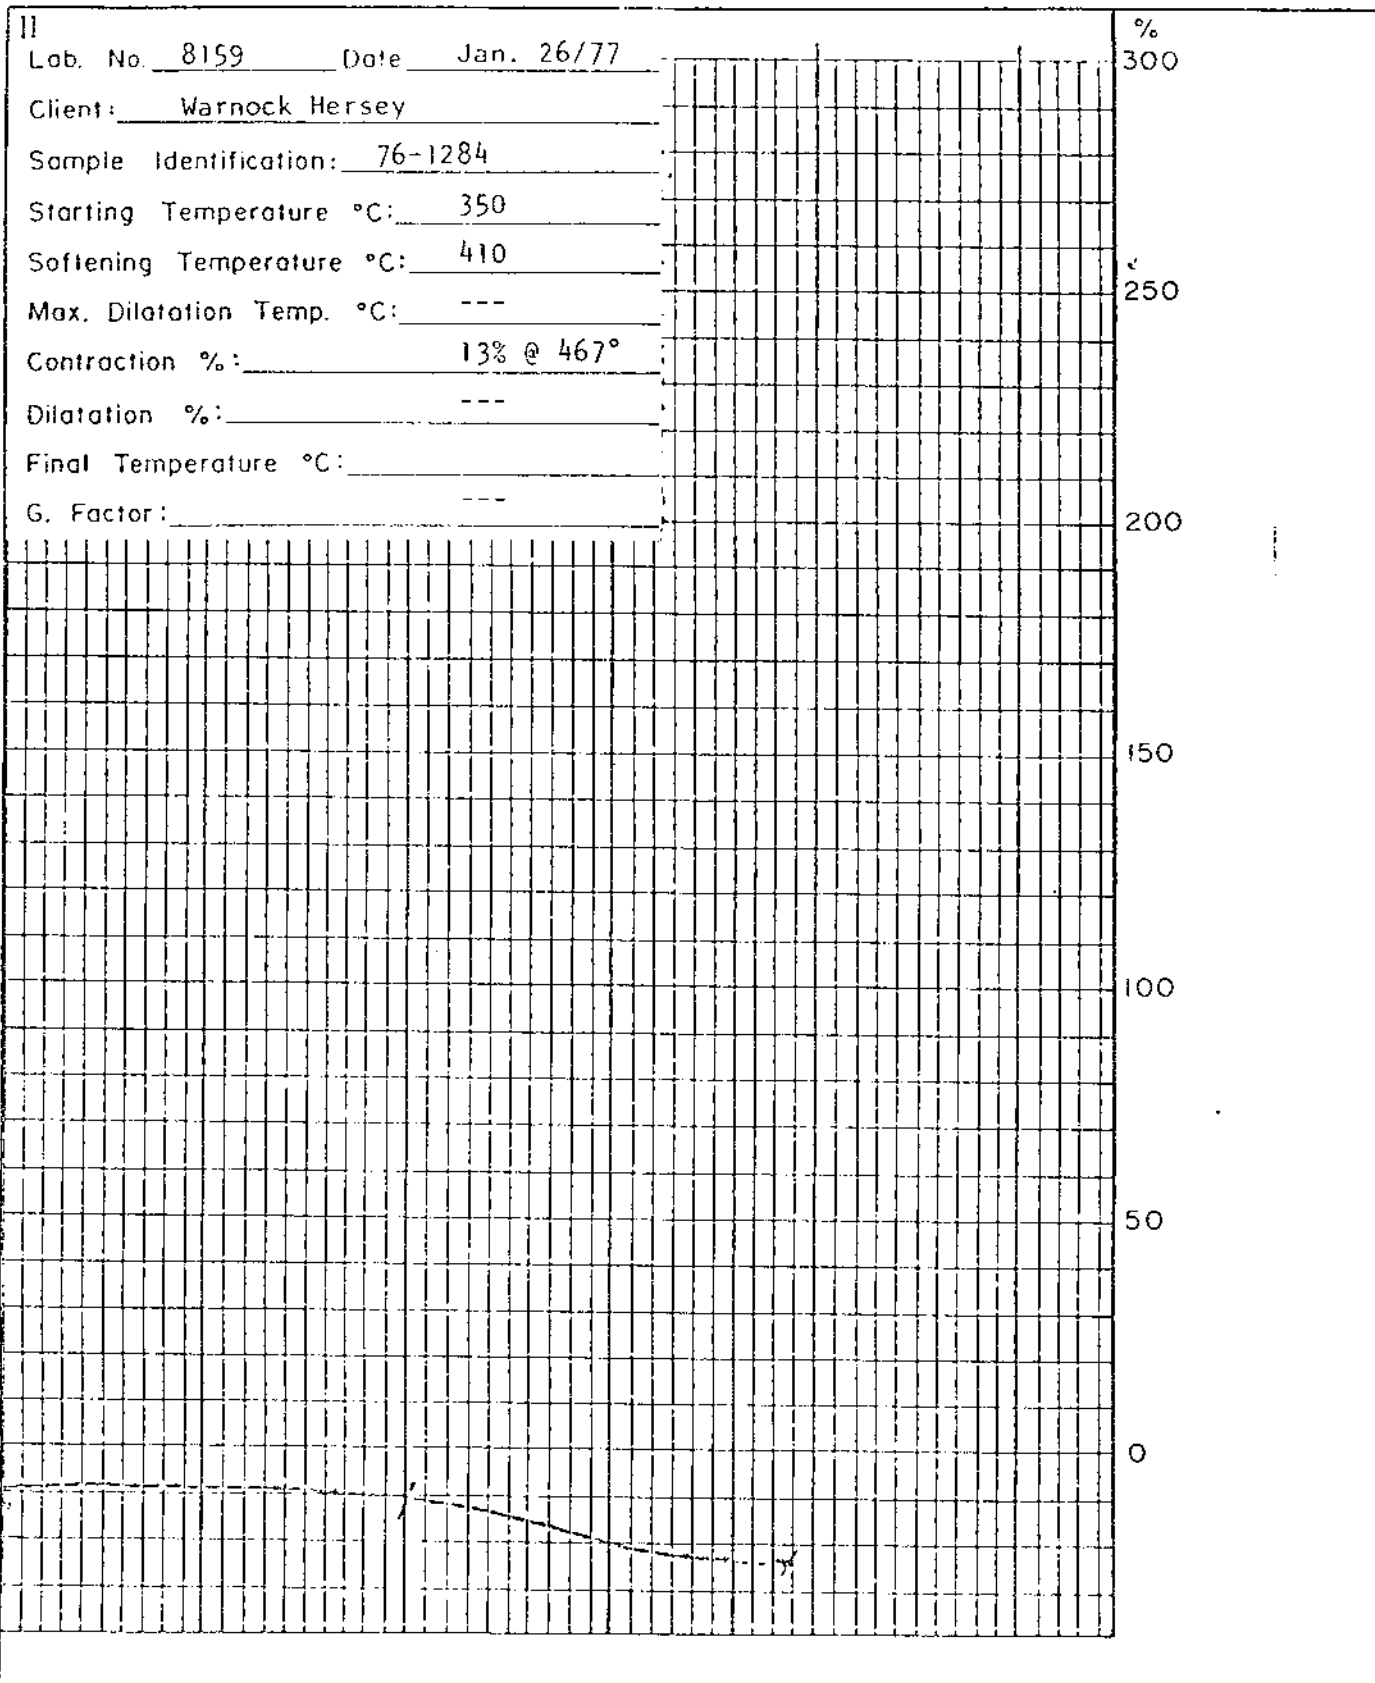 11
Lab. No. 8159 Date Jan. 26/77
Client: Warnock Hersey
Sample Identification: 76-1284
Starting Temperature °C: 350
Softening Temperature °C: 410
Max. Dilatation Temp. °C: ---
Contraction %: 13% @ 467°
Dilatation %: ---
Final Temperature °C:
G. Factor: ---
%
300
250
200
150
100
50
0